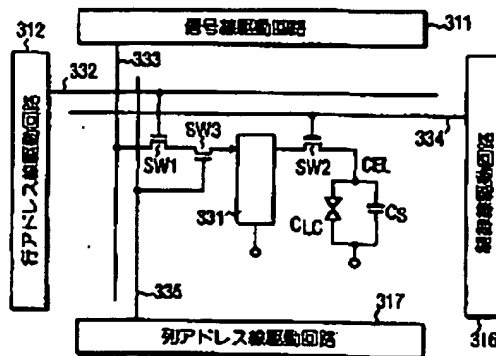 312
信号線駆動回路
311
332
333
行アドレス線駆動回路
334
制御線駆動回路
SW1
SW3
331
SW2
CEL
CLC
CS
335
317
列アドレス線駆動回路
316